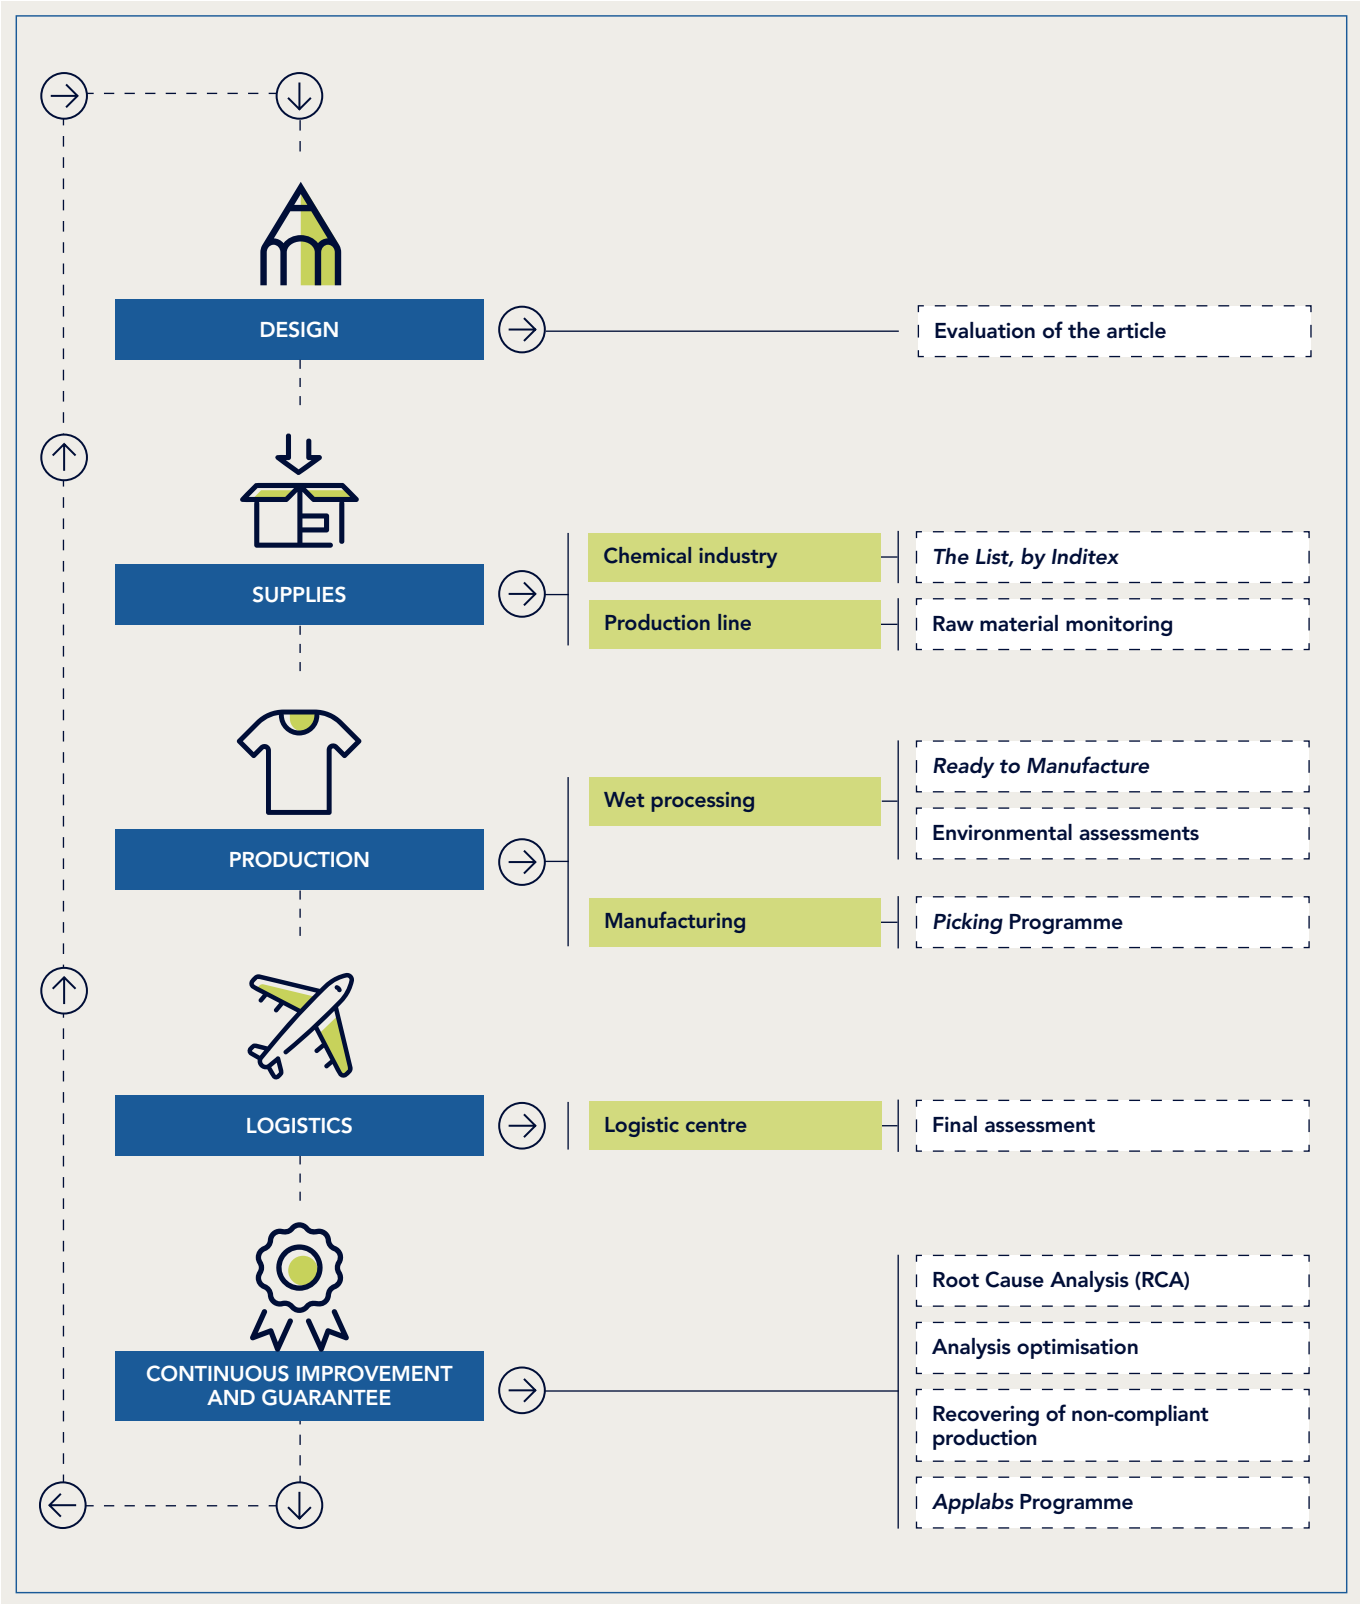 DESIGN
Evaluation of the article
SUPPLIES
Chemical industry
The List, by Inditex
Production line
Raw material monitoring
PRODUCTION
Wet processing
Ready to Manufacture
Environmental assessments
Manufacturing
Picking Programme
LOGISTICS
Logistic centre
Final assessment
CONTINUOUS IMPROVEMENT
AND GUARANTEE
Root Cause Analysis (RCA)
Analysis optimisation
Recovering of non-compliant
production
Applabs Programme